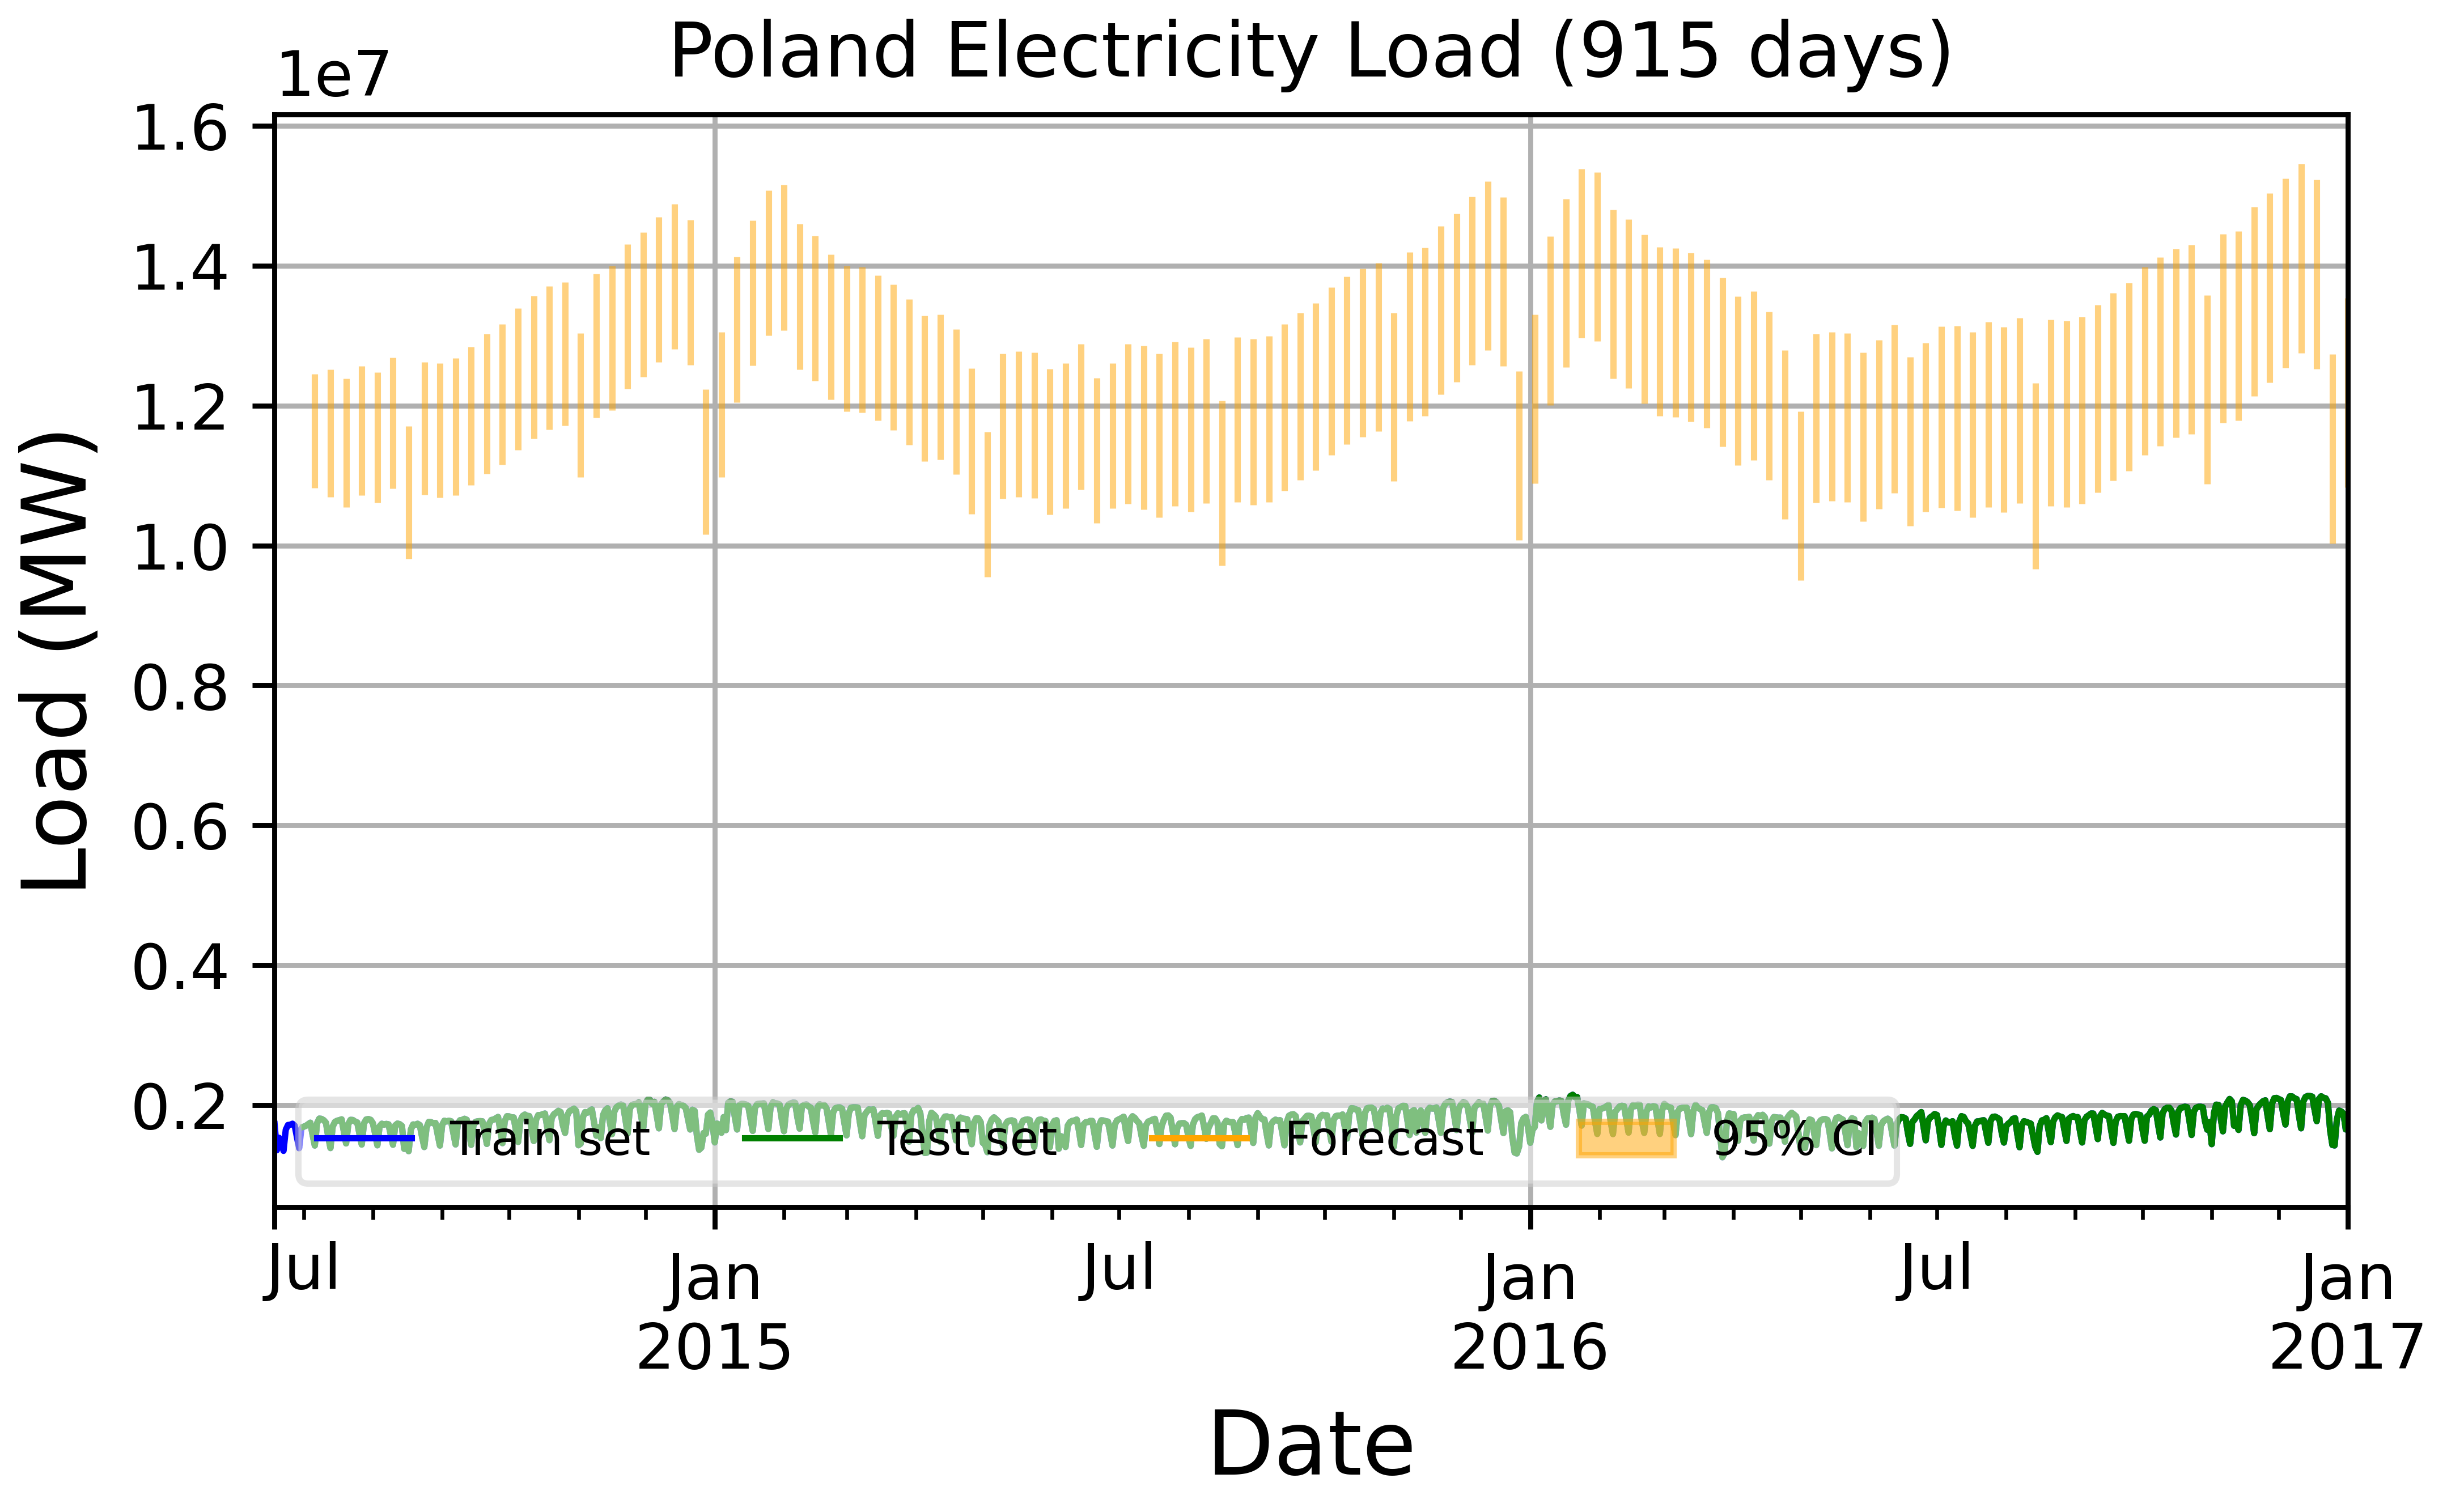 Poland Electricity Load (915 days)
1e7
1.6
1.4
1.2
1.0
0.8
0.6
0.4
0.2
Load (MW)
Train set Test set Forecast 95% CI
Jul Jan Jul Jan Jul Jan
2015 2016 2017
Date